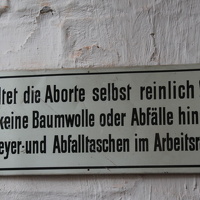 ltet die Aborte selbst reinlich
keine Baumwolle oder Abfälle hin
eyer-und Abfalltaschen im Arbeitsr